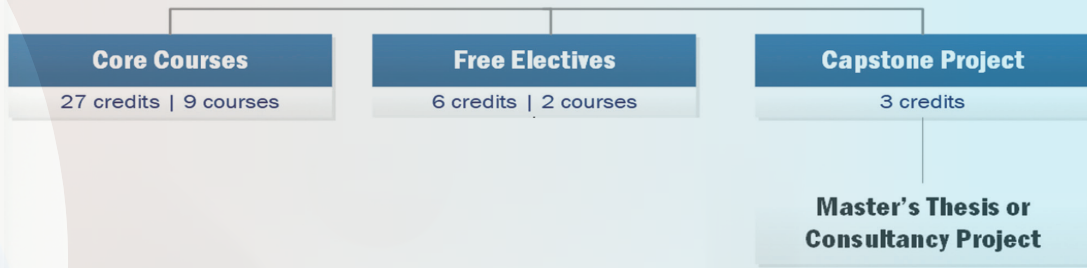 Core Courses
27 credits | 9 courses
Free Electives
6 credits | 2 courses
Capstone Project
3 credits
Master's Thesis or
Consultancy Project